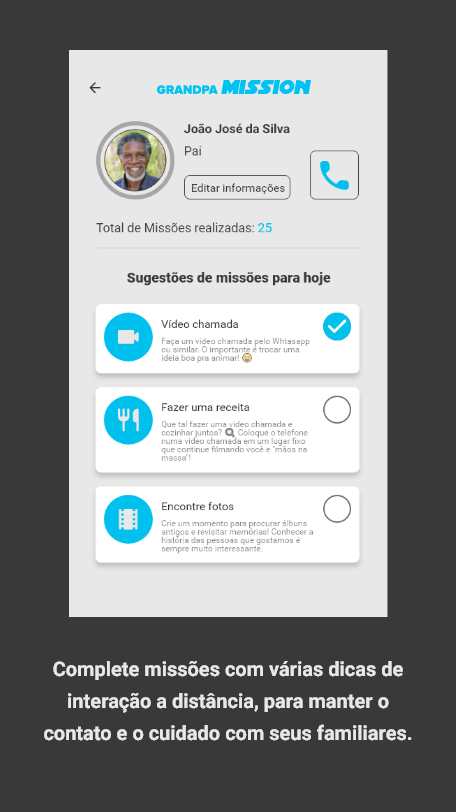 GRANDPA MISSION
João José da Silva
Pai
Editar informações
Total de Missões realizadas: 25
Sugestões de missões para hoje
Vídeo chamada
Faça um vídeo chamada pelo Whtasapp
ou similar. O importante é trocar uma
ideia boa pra animar! 😄
Fazer uma receita
Que tal fazer uma vídeo chamada e
cozinhar juntos? 🍳 Coloque o telefone
numa vídeo chamada em um lugar fixo
que continue filmando você e "mãos na
massa"!
Encontre fotos
Crie um momento para procurar álbuns
antigos e revisitar memórias! Conhecer a
história das pessoas que gostamos é
sempre muito interessante.
Complete missões com várias dicas de
interação a distância, para manter o
contato e o cuidado com seus familiares.